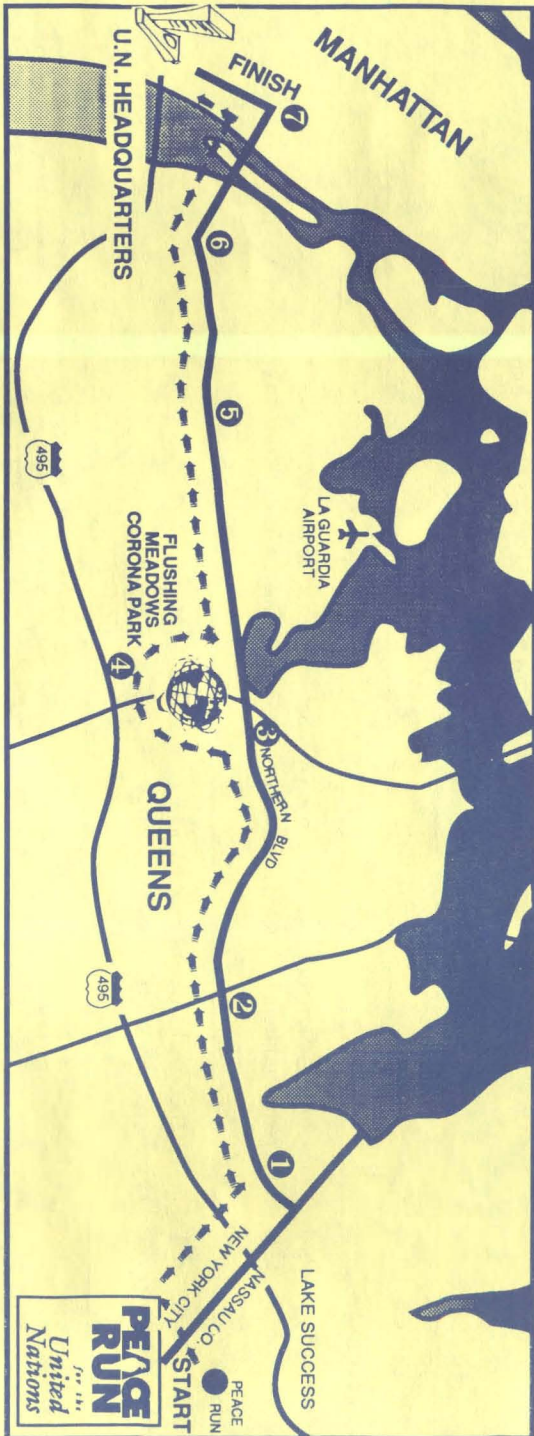 MANHATTAN
FINISH
7
U.N. HEADQUARTERS
6
5
495
LA GUARDIA
AIRPORT
FLUSHING
MEADOWS
CORONA PARK
4
3
NORTHERN BLVD
QUEENS
2
495
1
LAKE SUCCESS
NEW YORK CITY
NASSAU CO.
START
PEACE
RUN
PEACE
RUN
for the
United
Nations